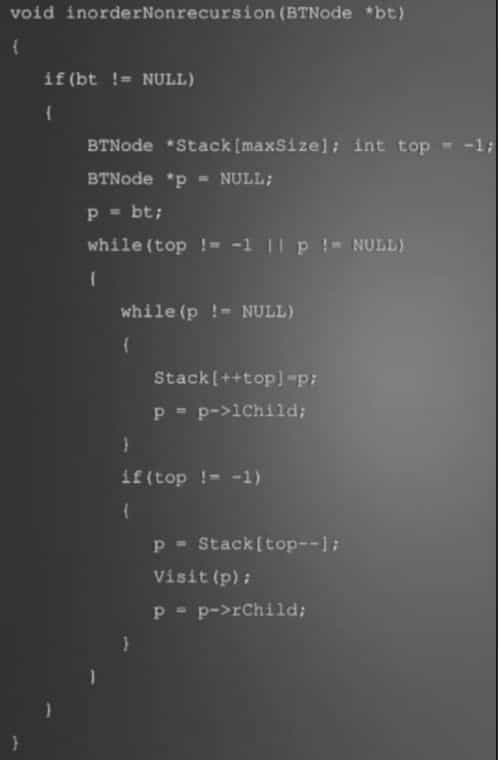 void inorderNonrecursion(BTNode *bt)
{
if(bt != NULL)
{
BTNode *Stack[maxSize]; int top = -1;
BTNode *p = NULL;
p = bt;
while(top != -1 || p != NULL)
{
while(p != NULL)
{
Stack[++top]=p;
p = p->lChild;
}
if(top != -1)
{
p = Stack[top--];
Visit(p);
p = p->rChild;
}
}
}
}